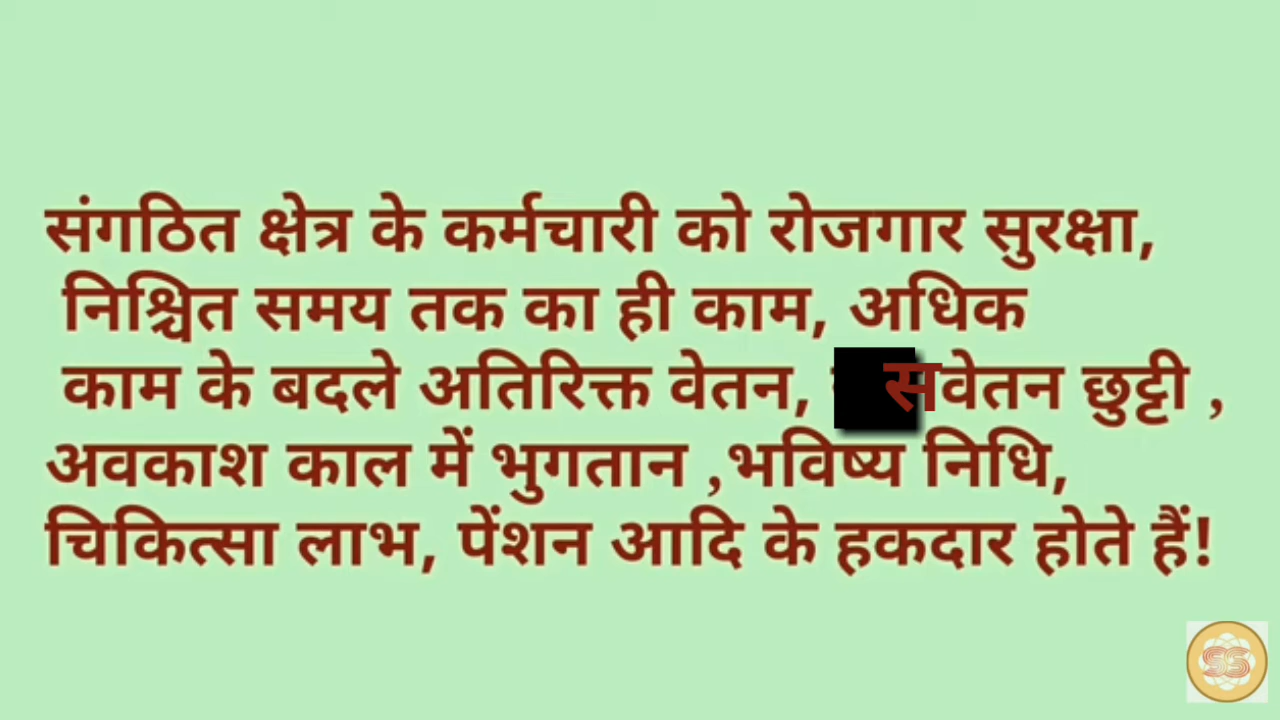 संगठित क्षेत्र के कर्मचारी को रोजगार सुरक्षा,
निश्चित समय तक का ही काम, अधिक
काम के बदले अतिरिक्त वेतन, सवेतन छुट्टी ,
अवकाश काल में भुगतान ,भविष्य निधि,
चिकित्सा लाभ, पेंशन आदि के हकदार होते हैं!
SS